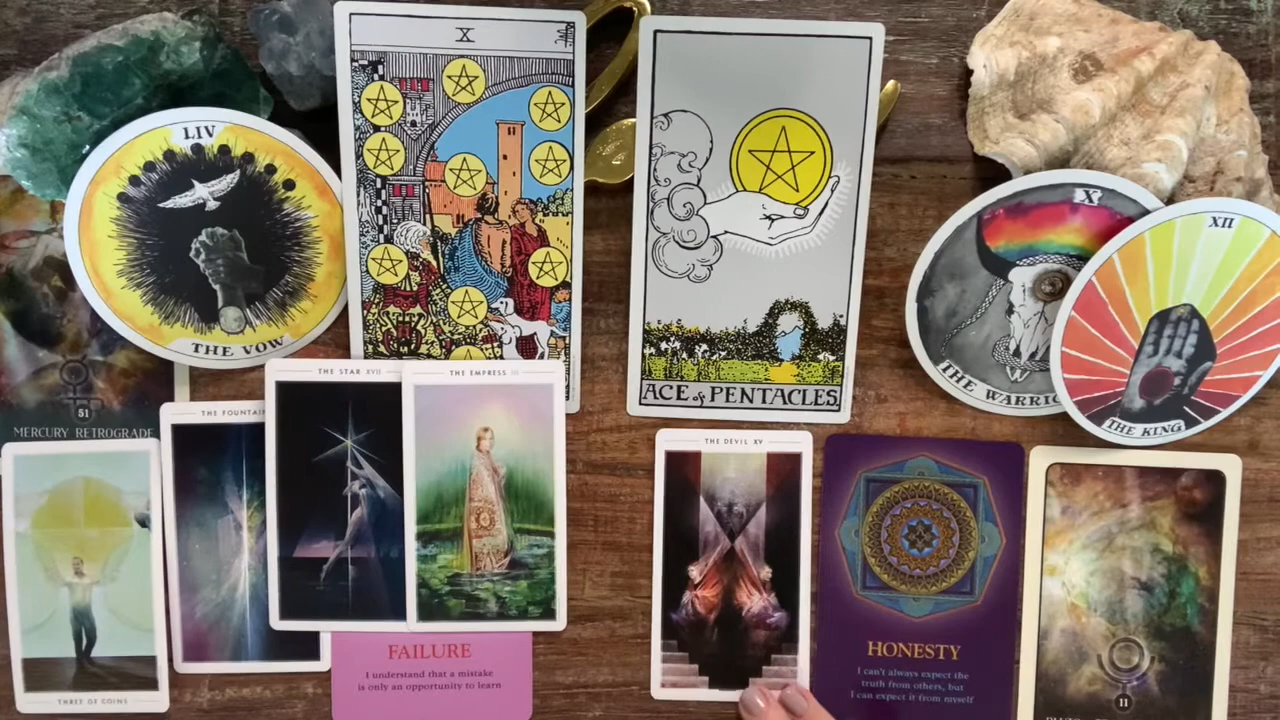 X
LIV
THE VOW
ACE of PENTACLES
X
THE
XII
THE KING
51
MERCURY RETROGRADE
THREE OF COINS
THE
THE STAR XVII
THE EMPRESS III
FAILURE
I understand that a mistake
is only an opportunity to learn
THE DEVIL XV
HONESTY
I can't always expect the
truth from others, but
I can expect it from myself
11